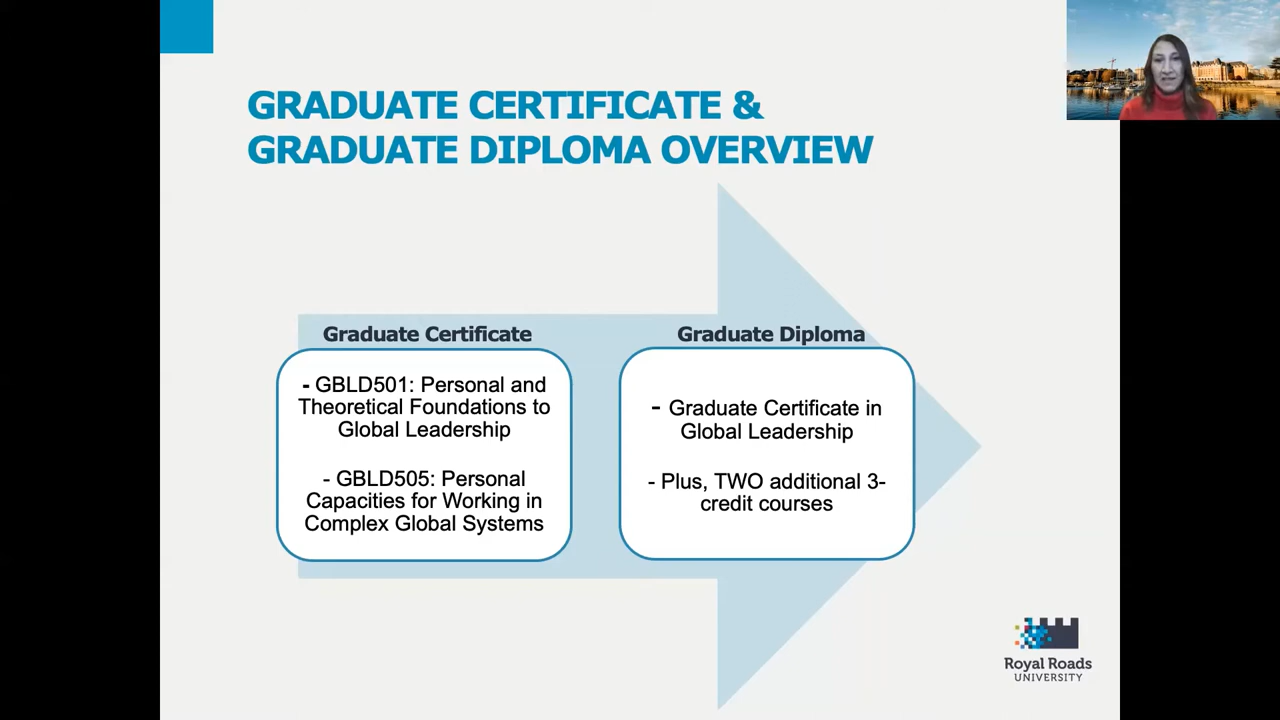 GRADUATE CERTIFICATE &
GRADUATE DIPLOMA OVERVIEW
Graduate Certificate
- GBLD501: Personal and
Theoretical Foundations to
Global Leadership
- GBLD505: Personal
Capacities for Working in
Complex Global Systems
Graduate Diploma
- Graduate Certificate in
Global Leadership
- Plus, TWO additional 3-
credit courses
Royal Roads
UNIVERSITY